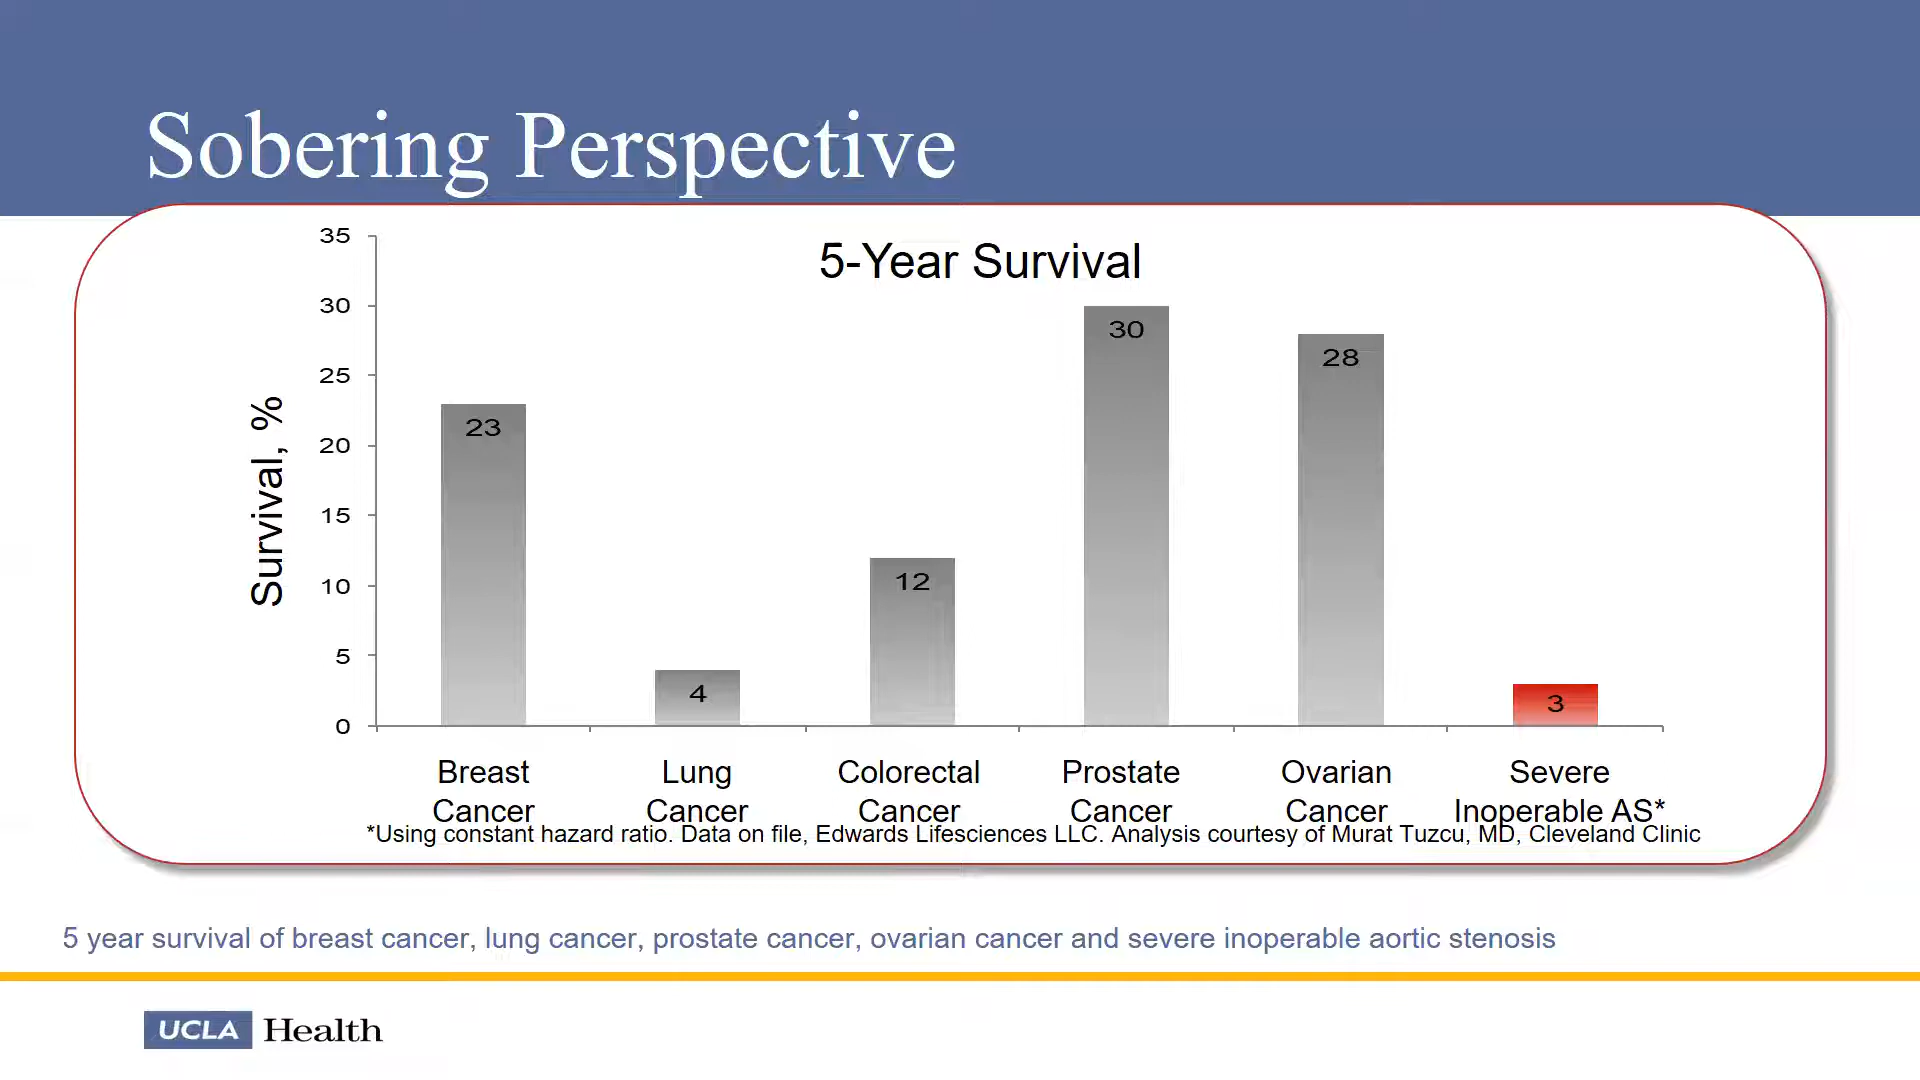 Sobering Perspective
5-Year Survival
Survival, %
35
30
25
20
15
10
5
0
23
4
12
30
28
3
Breast Cancer
Lung Cancer
Colorectal Cancer
Prostate Cancer
Ovarian Cancer
Severe Inoperable AS*
*Using constant hazard ratio. Data on file, Edwards Lifesciences LLC. Analysis courtesy of Murat Tuzcu, MD, Cleveland Clinic
5 year survival of breast cancer, lung cancer, prostate cancer, ovarian cancer and severe inoperable aortic stenosis
UCLA Health